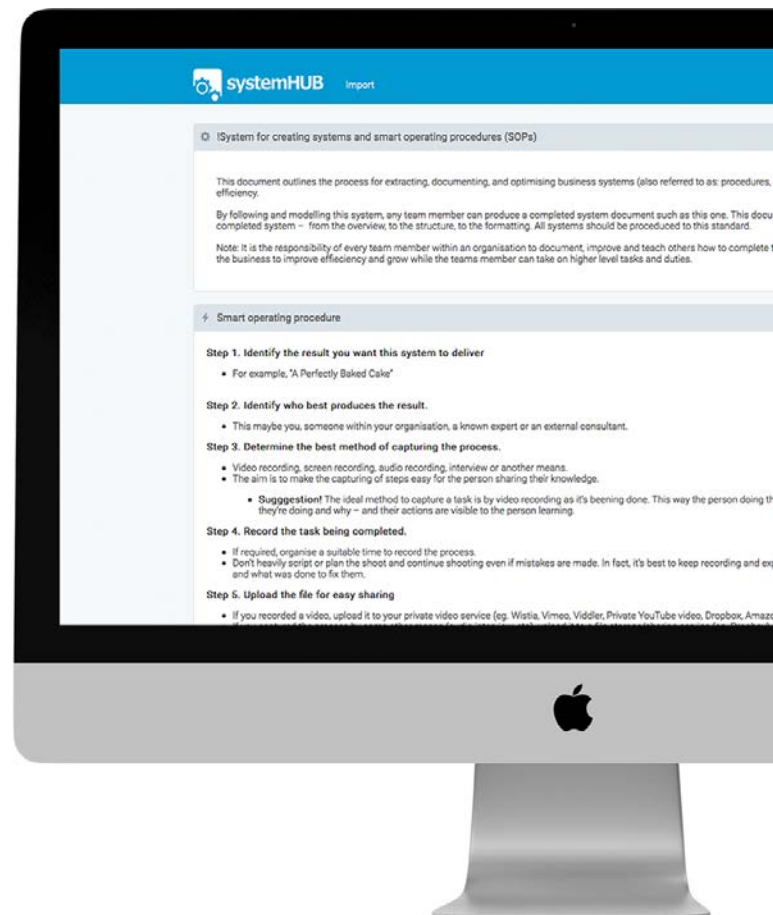 systemHUB Import
!System for creating systems and smart operating procedures (SOPs)
This document outlines the process for extracting, documenting, and optimising business systems (also referred to as: procedures,
efficiency.
By following and modelling this system, any team member can produce a completed system document such as this one. This docu
completed system – from the overview, to the structure, to the formatting. All systems should be proceduced to this standard.
Note: It is the responsibility of every team member within an organisation to document, improve and teach others how to complete t
the business to improve effeciency and grow while the teams member can take on higher level tasks and duties.
Smart operating procedure
Step 1. Identify the result you want this system to deliver
• For example, "A Perfectly Baked Cake"
Step 2. Identify who best produces the result.
• This maybe you, someone within your organisation, a known expert or an external consultant.
Step 3. Determine the best method of capturing the process.
• Video recording, screen recording, audio recording, interview or another means.
• The aim is to make the capturing of steps easy for the person sharing their knowledge.
• Sugggestion! The ideal method to capture a task is by video recording as it's beening done. This way the person doing th
they're doing and why – and their actions are visible to the person learning.
Step 4. Record the task being completed.
• If required, organise a suitable time to record the process.
• Don't heavily script or plan the shoot and continue shooting even if mistakes are made. In fact, it's best to keep recording and exp
and what was done to fix them.
Step 5. Upload the file for easy sharing
• If you recorded a video, upload it to your private video service (eg. Wistia, Vimeo, Viddler, Private YouTube video, Dropbox, Amazo